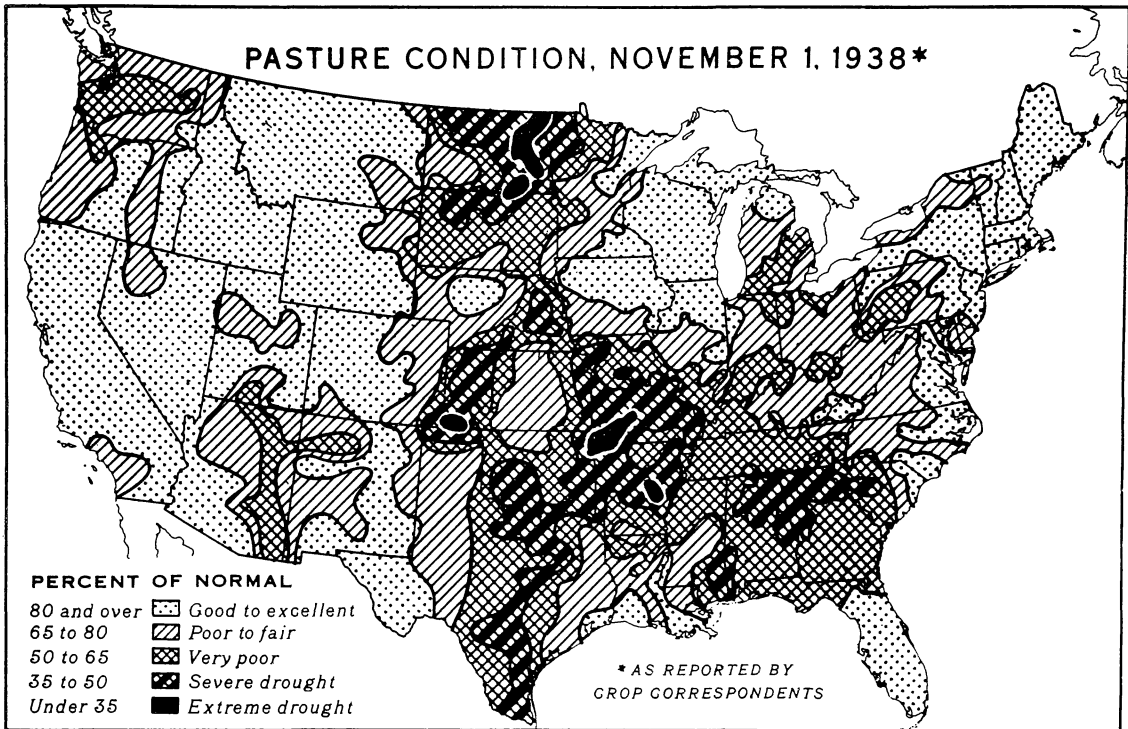 PASTURE CONDITION, NOVEMBER 1, 1938*
PERCENT OF NORMAL
80 and over Good to excellent
65 to 80 Poor to fair
50 to 65 Very poor
35 to 50 Severe drought
Under 35 Extreme drought
* AS REPORTED BY
CROP CORRESPONDENTS